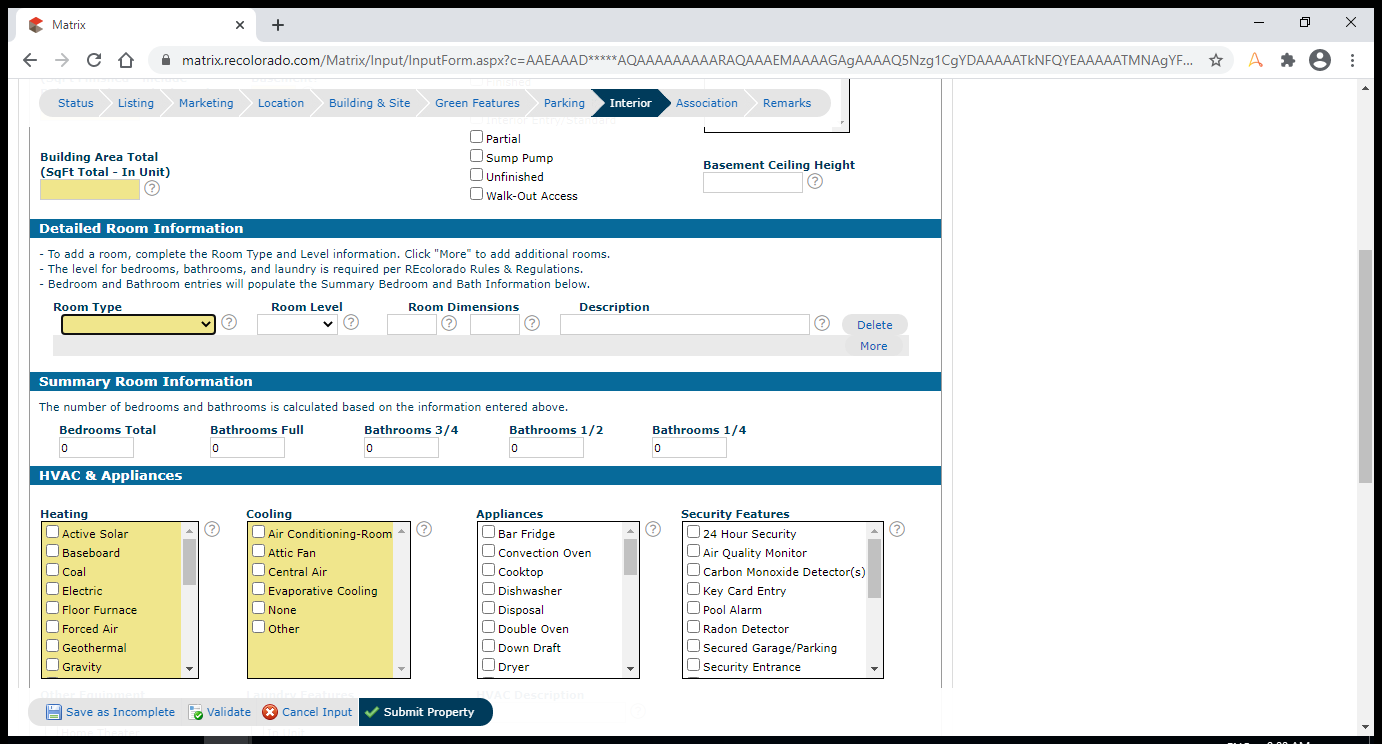 Matrix
matrix.recolorado.com/Matrix/Input/InputForm.aspx?c=AAEAAAD*****AQAAAAAAAAARAQAAAEMAAAAGAgAAAAQ5Nzg1CgYDAAAAATkNFQYEAAAAATMNAgYF...
Status Listing Marketing Location Building & Site Green Features Parking Interior Association Remarks
Partial
Sump Pump
Unfinished
Walk-Out Access
Building Area Total
(SqFt Total - In Unit)
Basement Ceiling Height
Detailed Room Information
- To add a room, complete the Room Type and Level information. Click "More" to add additional rooms.
- The level for bedrooms, bathrooms, and laundry is required per REcolorado Rules & Regulations.
- Bedroom and Bathroom entries will populate the Summary Bedroom and Bath Information below.
Room Type Room Level Room Dimensions Description
Delete
More
Summary Room Information
The number of bedrooms and bathrooms is calculated based on the information entered above.
Bedrooms Total Bathrooms Full Bathrooms 3/4 Bathrooms 1/2 Bathrooms 1/4
0 0 0 0 0
HVAC & Appliances
Heating
Active Solar
Baseboard
Coal
Electric
Floor Furnace
Forced Air
Geothermal
Gravity
Cooling
Air Conditioning-Room
Attic Fan
Central Air
Evaporative Cooling
None
Other
Appliances
Bar Fridge
Convection Oven
Cooktop
Dishwasher
Disposal
Double Oven
Down Draft
Dryer
Security Features
24 Hour Security
Air Quality Monitor
Carbon Monoxide Detector(s)
Key Card Entry
Pool Alarm
Radon Detector
Secured Garage/Parking
Security Entrance
Other Equipment Laundry Features HVAC Description
Save as Incomplete Validate Cancel Input Submit Property